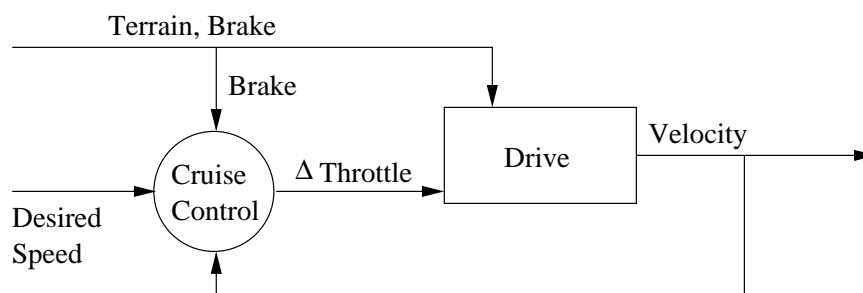 Terrain, Brake
Brake
Velocity
Drive
Δ Throttle
Cruise
Control
Desired
Speed